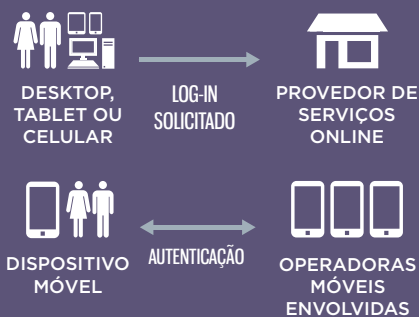 DESKTOP,
TABLET OU
CELULAR
LOG-IN
SOLICITADO
PROVEDOR DE
SERVIÇOS
ONLINE
DISPOSITIVO
MÓVEL
AUTENTICAÇÃO
OPERADORAS
MÓVEIS
ENVOLVIDAS